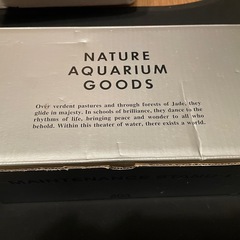 NATURE
AQUARIUM
GOODS
Over verdent pastures and through forests of Jade, they
glide in majesty. In schools of brilliance, they dance to the
rhythms of life, bringing peace and wonder to all who
behold. Within this theater of water, there exists a world.